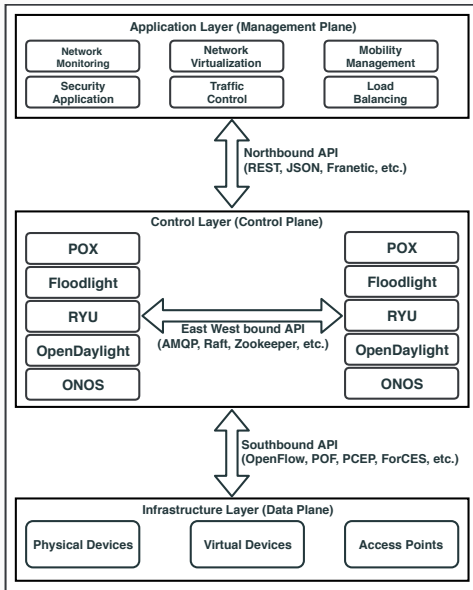 Application Layer (Management Plane)
Network
Monitoring
Network
Virtualization
Mobility
Management
Security
Application
Traffic
Control
Load
Balancing
Northbound API
(REST, JSON, Franetic, etc.)
Control Layer (Control Plane)
POX
Floodlight
RYU
OpenDaylight
ONOS
East West bound API
(AMQP, Raft, Zookeeper, etc.)
POX
Floodlight
RYU
OpenDaylight
ONOS
Southbound API
(OpenFlow, POF, PCEP, ForCES, etc.)
Infrastructure Layer (Data Plane)
Physical Devices
Virtual Devices
Access Points